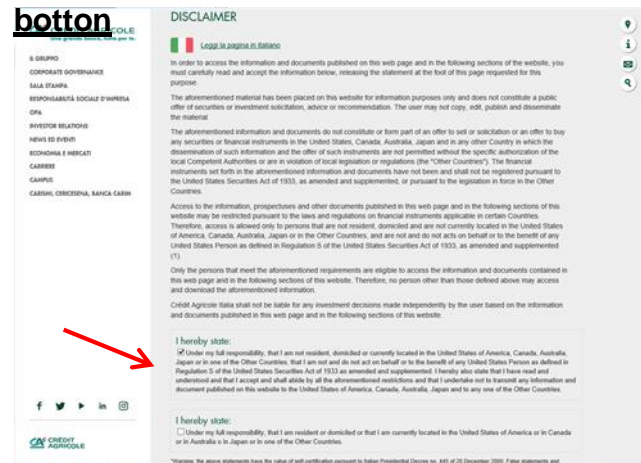 botton
COLE
DISCLAIMER
Leggi la pagina in italiano
IL GRUPPO
CORPORATE GOVERNANCE
SALA STAMPA
RESPONSABILITÀ SOCIALE D'IMPRESA
OPA
INVESTOR RELATIONS
NEWS ED EVENTI
ECONOMIA E MERCATI
CARRIERE
CAMPUS
CARISMI, CERICESENA, BANCA CARIM
In order to access the information and documents published on this web page and in the following sections of the website, you
must carefully read and accept the information below, releasing the statement at the foot of this page requested for this
purpose.
The aforementioned material has been placed on this website for information purposes only and does not constitute a public
offer of securities or investment solicitation, advice or recommendation. The user may not copy, edit, publish and disseminate
the material.
The aforementioned information and documents do not constitute or form part of an offer to sell or solicitation or an offer to buy
any securities or financial instruments in the United States, Canada, Australia, Japan and in any other Country in which the
dissemination of such information and the offer of such instruments are not permitted without the specific authorization of the
local Competent Authorities or are in violation of local legislation or regulations (the "Other Countries"). The financial
instruments set forth in the aforementioned information and documents have not been and shall not be registered pursuant to
the United States Securities Act of 1933, as amended and supplemented, or pursuant to the legislation in force in the Other
Countries.
Access to the information, prospectuses and other documents published in this web page and in the following sections of this
website may be restricted pursuant to the laws and regulations on financial instruments applicable in certain Countries.
Therefore, access is allowed only to persons that are not resident, domiciled and are not currently located in the United States
of America, Canada, Australia, Japan or in the Other Countries, and are not and do not acts on behalf or to the benefit of any
United States Person as defined in Regulation S of the United States Securities Act of 1933, as amended and supplemented
(1).
Only the persons that meet the aforementioned requirements are eligible to access the information and documents contained in
this web page and in the following sections of this website. Therefore, no person other than those defined above may access
and download the aforementioned information.
Crédit Agricole Italia shall not be liable for any investment decisions made independently by the user based on the information
and documents published in this web page and in the following sections of this website.
I hereby state:
Under my full responsibility, that I am not resident, domiciled or currently located in the United States of America, Canada, Australia,
Japan or in one of the Other Countries, that I am not and do not act on behalf or to the benefit of any United States Person as defined in
Regulation S of the United States Securities Act of 1933 as amended and supplemented. I hereby also state that I have read and
understood and that I accept and shall abide by all the aforementioned restrictions and that I undertake not to transmit any information and
document published on this website to the United States of America, Canada, Australia, Japan and to any one of the Other Countries.
I hereby state:
Under my full responsibility, that I am resident or domiciled or that I am currently located in the United States of America or in Canada
or in Australia o in Japan or in one of the Other Countries.
CRÉDIT
AGRICOLE
*Warning: the above statements have the value of self-certification pursuant to Italian Presidential Decree no. 445 of 28 December 2000. False statements and